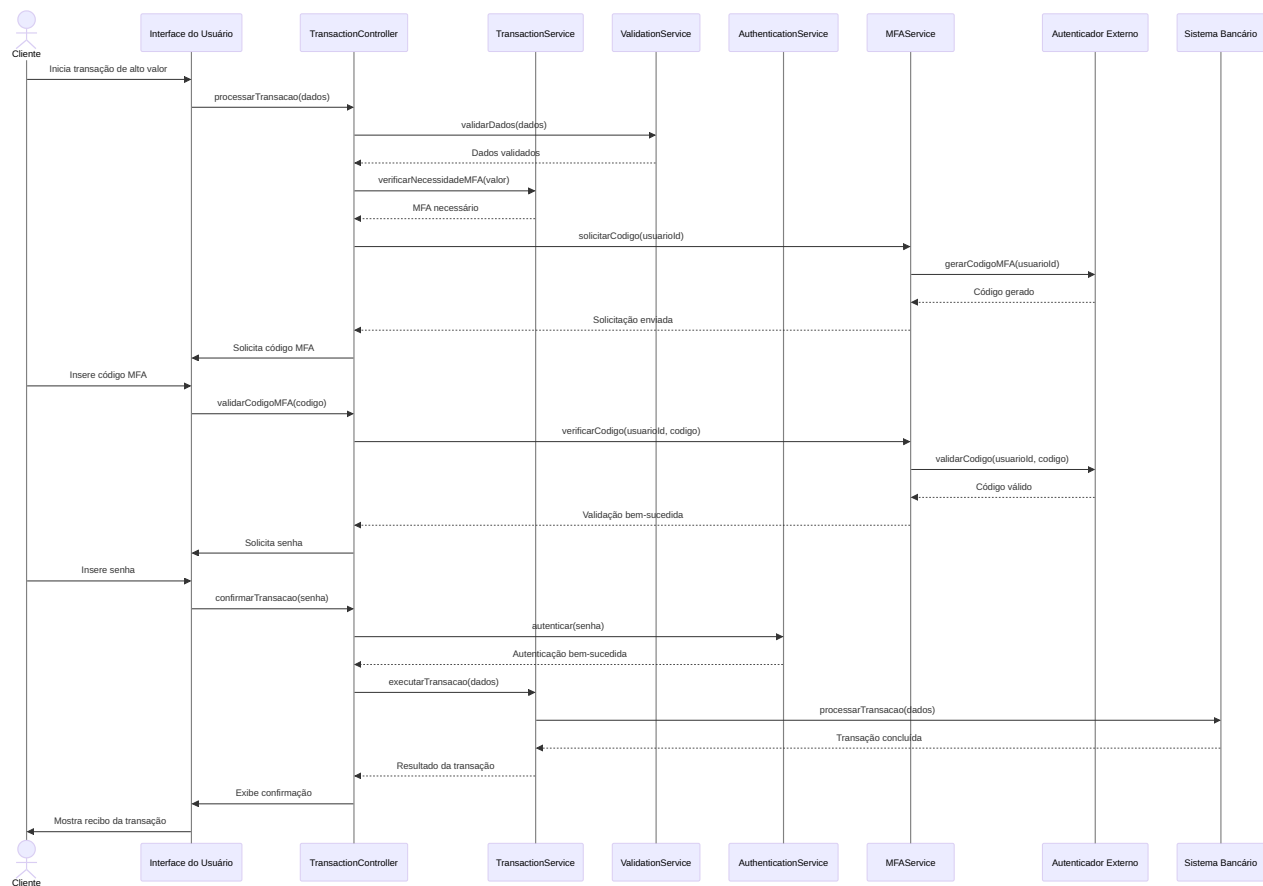 Cliente
Interface do Usuário
TransactionController
TransactionService
ValidationService
AuthenticationService
MFAService
Autenticador Externo
Sistema Bancário
Inicia transação de alto valor
processarTransacao(dados)
validarDados(dados)
Dados validados
verificarNecessidadeMFA(valor)
MFA necessário
solicitarCodigo(usuarioId)
gerarCodigoMFA(usuarioId)
Código gerado
Solicitação enviada
Solicita código MFA
Insere código MFA
validarCodigoMFA(codigo)
verificarCodigo(usuarioId, codigo)
validarCodigo(usuarioId, codigo)
Código válido
Validação bem-sucedida
Solicita senha
Insere senha
confirmarTransacao(senha)
autenticar(senha)
Autenticação bem-sucedida
executarTransacao(dados)
processarTransacao(dados)
Transação concluída
Resultado da transação
Exibe confirmação
Mostra recibo da transação
Cliente
Interface do Usuário
TransactionController
TransactionService
ValidationService
AuthenticationService
MFAService
Autenticador Externo
Sistema Bancário